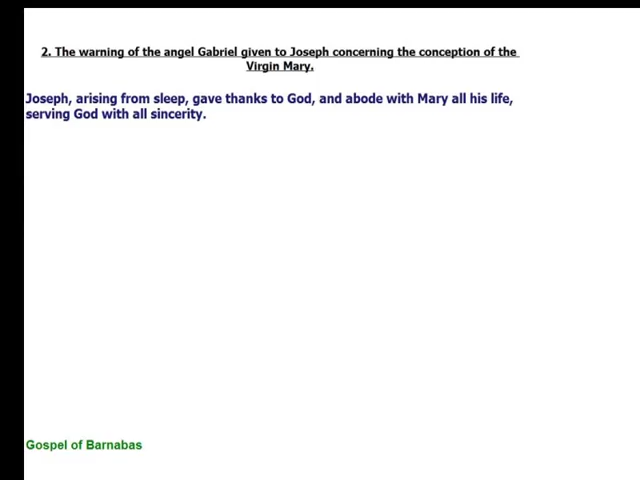 2. The warning of the angel Gabriel given to Joseph concerning the conception of the
Virgin Mary.
Joseph, arising from sleep, gave thanks to God, and abode with Mary all his life,
serving God with all sincerity.
Gospel of Barnabas